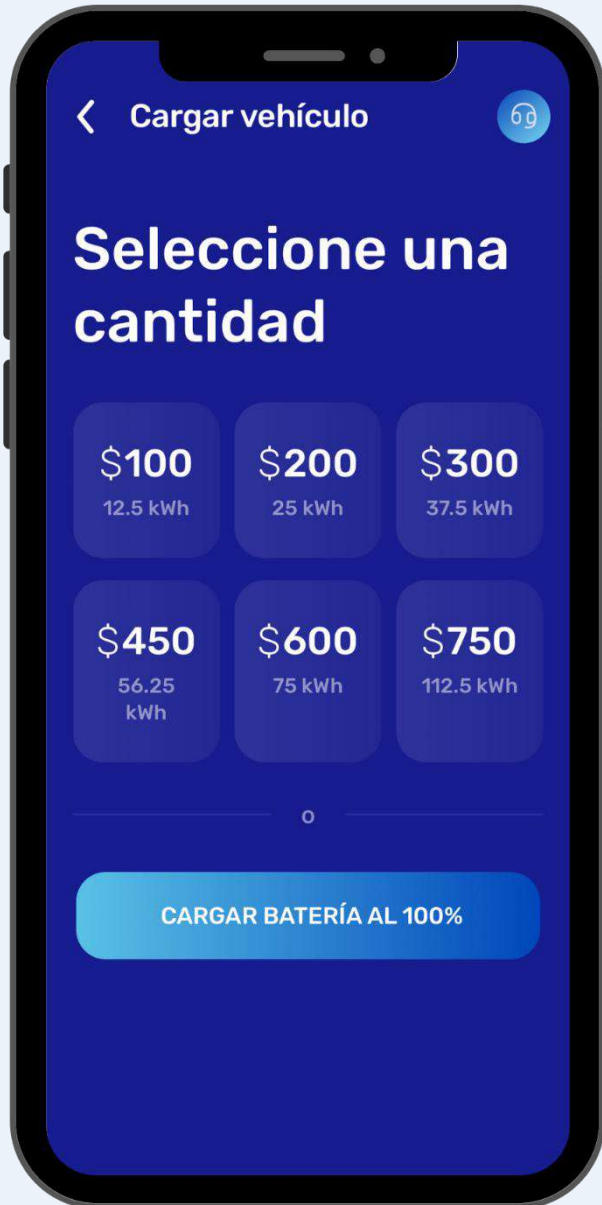 Cargar vehículo
Seleccione una
cantidad
$100
12.5 kWh
$200
25 kWh
$300
37.5 kWh
$450
56.25
kWh
$600
75 kWh
$750
112.5 kWh
o
CARGAR BATERÍA AL 100%